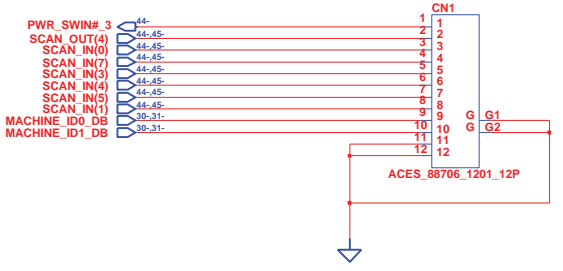 CN1
PWR_SWIN#_3 44- 1 1
SCAN_OUT(4) 44-,45- 2 2
SCAN_IN(0) 44-,45- 3 3
SCAN_IN(7) 44-,45- 4 4
SCAN_IN(3) 44-,45- 5 5
SCAN_IN(4) 44-,45- 6 6
SCAN_IN(5) 44-,45- 7 7
SCAN_IN(1) 44-,45- 8 8
MACHINE_ID0_DB 30-,31- 9 9 G G1
MACHINE_ID1_DB 30-,31- 10 10 G G2
11 11
12 12
ACES_88706_1201_12P